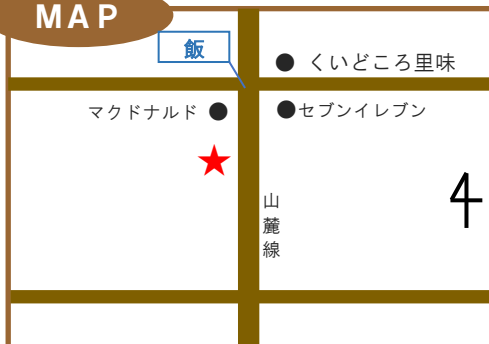 MAP
飯
くいどころ里味
マクドナルド
セブンイレブン
山麓線